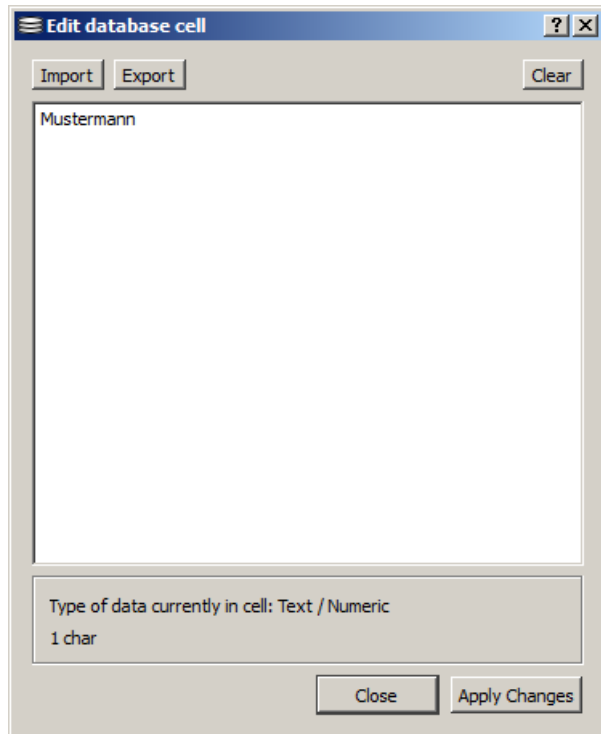 Edit database cell
Import Export Clear
Mustermann
Type of data currently in cell: Text / Numeric
1 char
Close Apply Changes